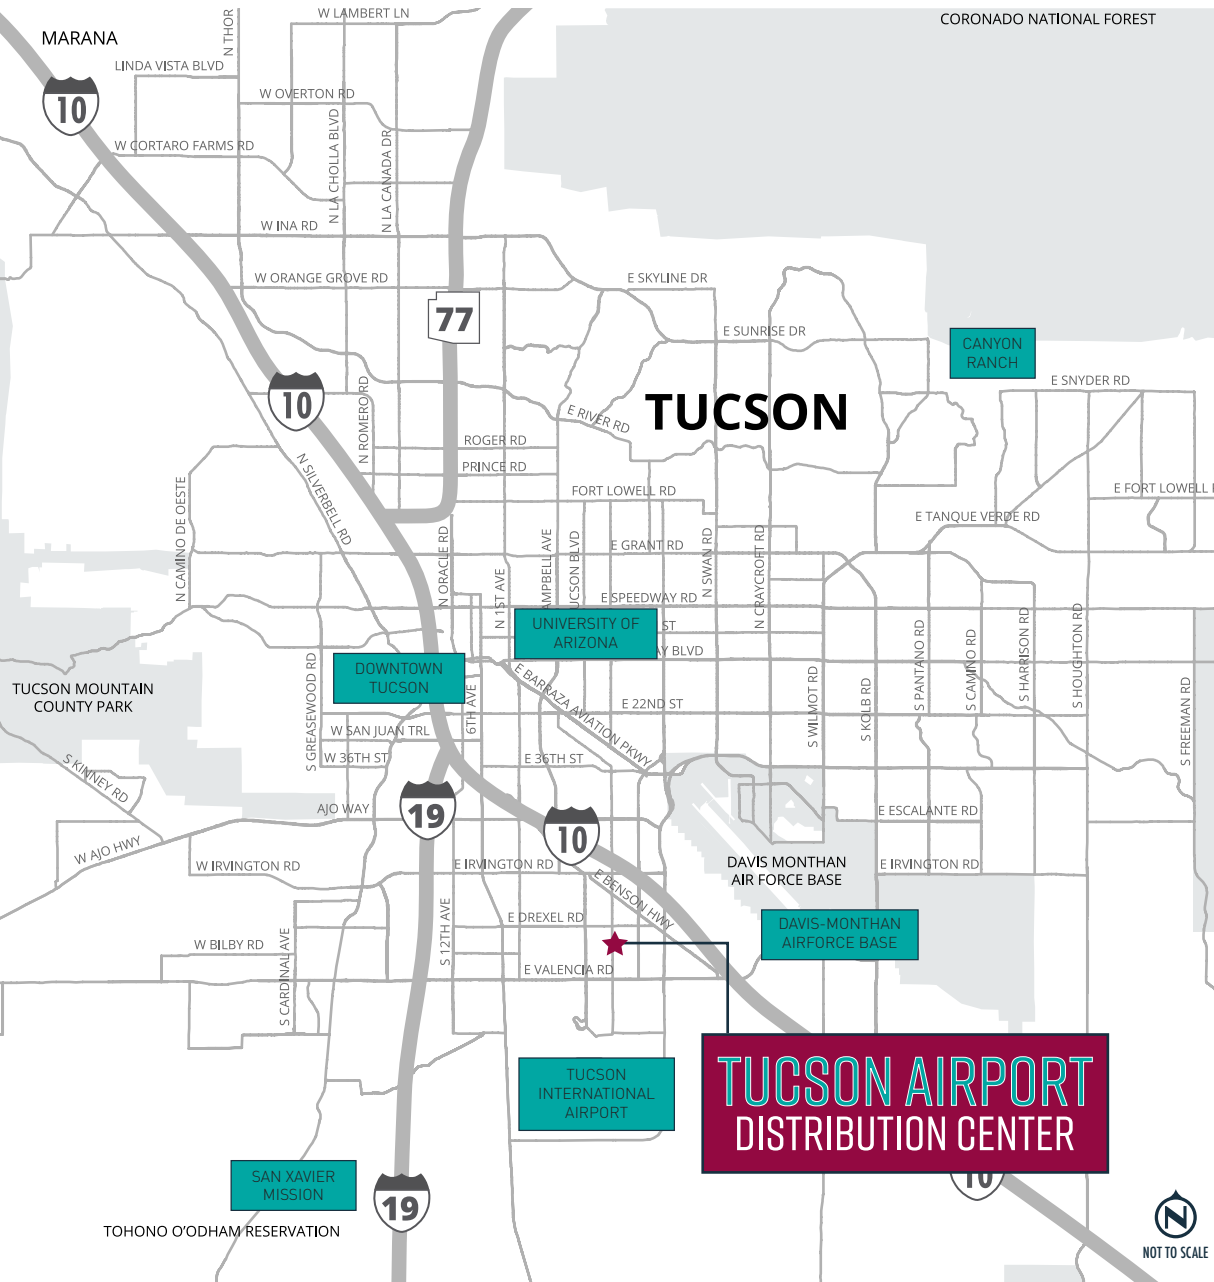 W LAMBERT LN
CORONADO NATIONAL FOREST
MARANA
N THOR
LINDA VISTA BLVD
10
W OVERTON RD
N LA CHOLLA BLVD
N LA CANADA DR
W CORTARO FARMS RD
W INA RD
W ORANGE GROVE RD
E SKYLINE DR
77
E SUNRISE DR
CANYON
RANCH
E SNYDER RD
10
N ROMERO RD
TUCSON
E RIVER RD
ROGER RD
PRINCE RD
N SILVERBELL RD
N CAMINO DE OESTE
FORT LOWELL RD
E FORT LOWELL
E TANQUE VERDE RD
N ORACLE RD
N 1ST AVE
AMPBELL AVE
UCSON BLVD
E GRANT RD
N SWAN RD
N CRAYCROFT RD
E SPEEDWAY RD
UNIVERSITY OF
ARIZONA
ST
AY BLVD
DOWNTOWN
TUCSON
6TH AVE
E BARRAZA AVIATION PKWY
E 22ND ST
S GREASEWOOD RD
TUCSON MOUNTAIN
COUNTY PARK
S WILMOT RD
S KOLB RD
S PANTANO RD
S CAMINO RD
S HARRISON RD
S HOUGHTON RD
S FREEMAN RD
W SAN JUAN TRL
W 36TH ST
E 36TH ST
S KINNEY RD
AJO WAY
19
10
E ESCALANTE RD
W AJO HWY
W IRVINGTON RD
E IRVINGTON RD
DAVIS MONTHAN
AIR FORCE BASE
E IRVINGTON RD
E BENSON HWY
E DREXEL RD
DAVIS-MONTHAN
AIRFORCE BASE
S 12TH AVE
W BILBY RD
S CARDINAL AVE
E VALENCIA RD
TUCSON
INTERNATIONAL
AIRPORT
TUCSON AIRPORT
DISTRIBUTION CENTER
10
SAN XAVIER
MISSION
19
TOHONO O'ODHAM RESERVATION
N
NOT TO SCALE